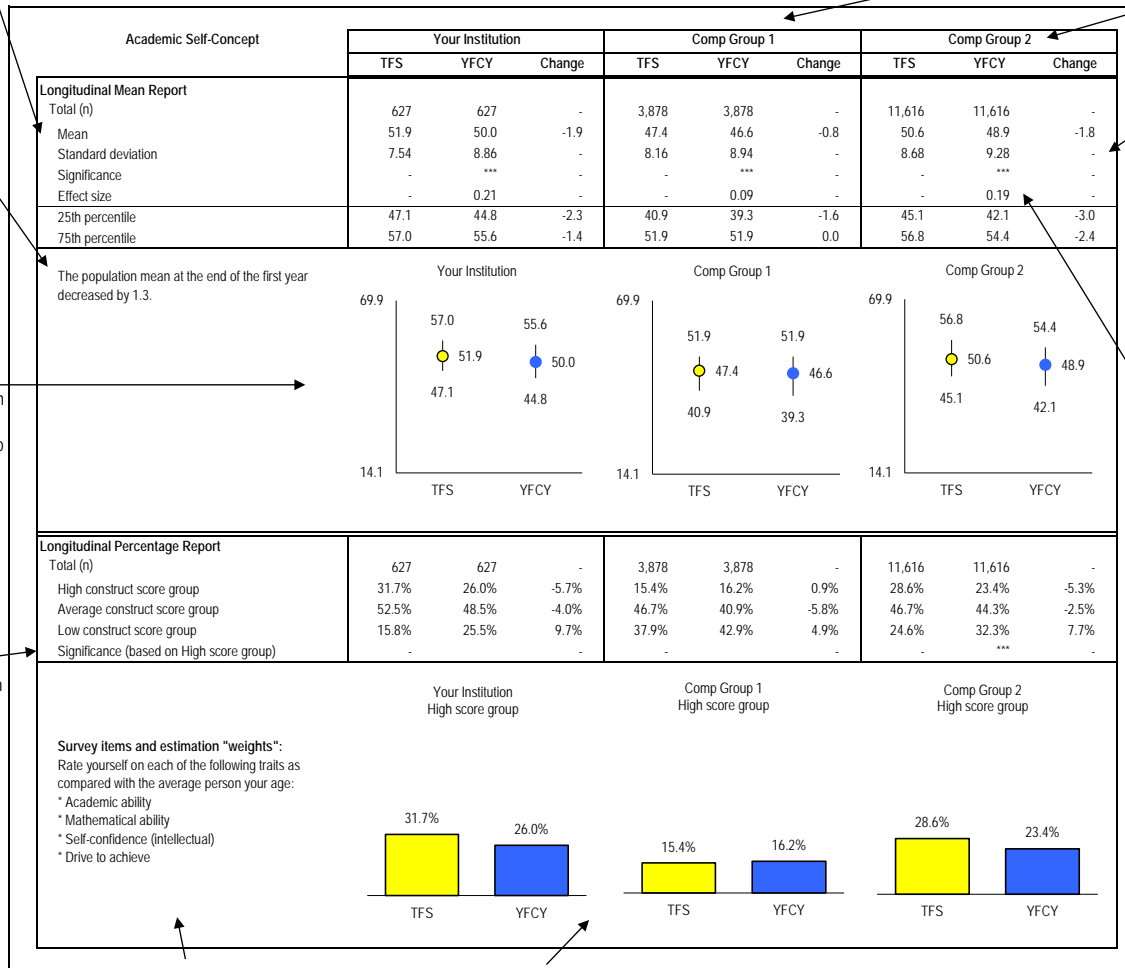 Academic Self-Concept Your Institution Comp Group 1 Comp Group 2
TFS YFCY Change TFS YFCY Change TFS YFCY Change
Longitudinal Mean Report
Total (n) 627 627 - 3,878 3,878 - 11,616 11,616 -
Mean 51.9 50.0 -1.9 47.4 46.6 -0.8 50.6 48.9 -1.8
Standard deviation 7.54 8.86 - 8.16 8.94 - 8.68 9.28 -
Significance - *** - - *** - - *** -
Effect size - 0.21 - - 0.09 - - 0.19 -
25th percentile 47.1 44.8 -2.3 40.9 39.3 -1.6 45.1 42.1 -3.0
75th percentile 57.0 55.6 -1.4 51.9 51.9 0.0 56.8 54.4 -2.4
The population mean at the end of the first year
decreased by 1.3.
Your Institution
69.9
57.0 55.6
51.9 50.0
47.1 44.8
14.1
TFS YFCY
Comp Group 1
69.9
51.9 51.9
47.4 46.6
40.9 39.3
14.1
TFS YFCY
Comp Group 2
69.9
56.8 54.4
50.6 48.9
45.1 42.1
14.1
TFS YFCY
Longitudinal Percentage Report
Total (n) 627 627 - 3,878 3,878 - 11,616 11,616 -
High construct score group 31.7% 26.0% -5.7% 15.4% 16.2% 0.9% 28.6% 23.4% -5.3%
Average construct score group 52.5% 48.5% -4.0% 46.7% 40.9% -5.8% 46.7% 44.3% -2.5%
Low construct score group 15.8% 25.5% 9.7% 37.9% 42.9% 4.9% 24.6% 32.3% 7.7%
Significance (based on High score group) - - - - - *** -
Survey items and estimation "weights":
Rate yourself on each of the following traits as
compared with the average person your age:
* Academic ability
* Mathematical ability
* Self-confidence (intellectual)
* Drive to achieve
Your Institution
High score group
31.7% 26.0%
TFS YFCY
Comp Group 1
High score group
15.4% 16.2%
TFS YFCY
Comp Group 2
High score group
28.6% 23.4%
TFS YFCY